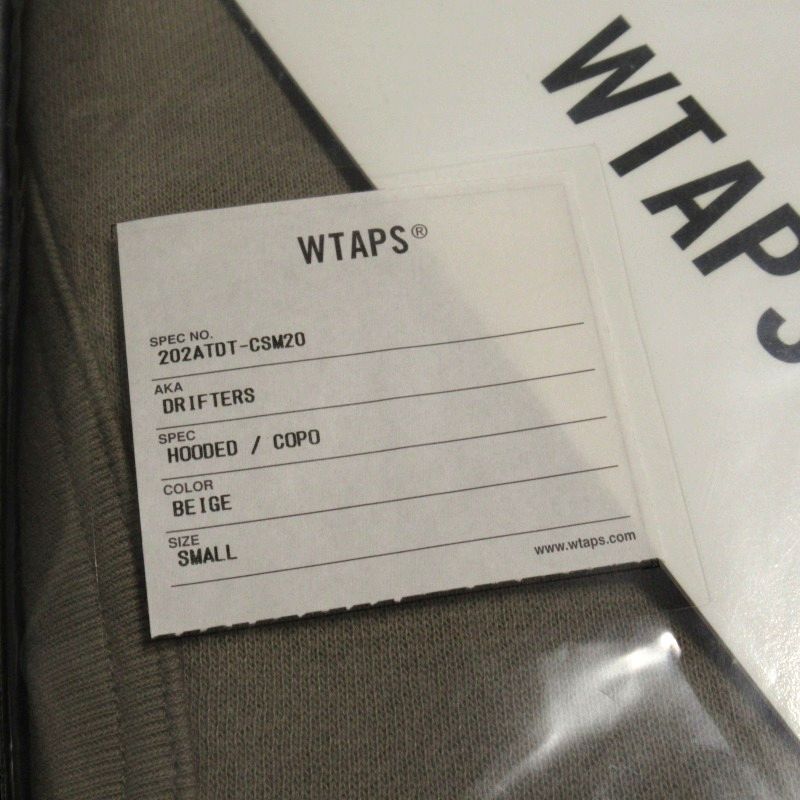 WTAPS
WTAPS®
SPEC NO.
202ATDT-CSM20
AKA
DRIFTERS
SPEC
HOODED / COPO
COLOR
BEIGE
SIZE
SMALL
www.wtaps.com